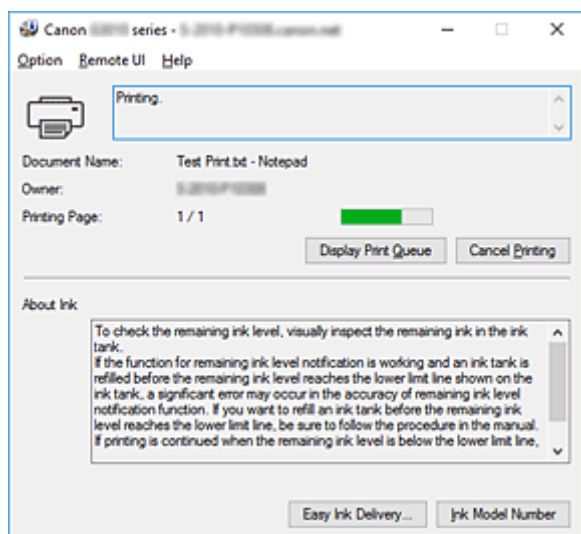 Canon series -
Option Remote UI Help
Printing.
Document Name: Test Print.txt - Notepad
Owner:
Printing Page: 1 / 1
Display Print Queue Cancel Printing
About Ink
To check the remaining ink level, visually inspect the remaining ink in the ink
tank.
If the function for remaining ink level notification is working and an ink tank is
refilled before the remaining ink level reaches the lower limit line shown on the
ink tank, a significant error may occur in the accuracy of remaining ink level
notification function. If you want to refill an ink tank before the remaining ink
level reaches the lower limit line, be sure to follow the procedure in the manual.
If printing is continued when the remaining ink level is below the lower limit line,
Easy Ink Delivery... Ink Model Number